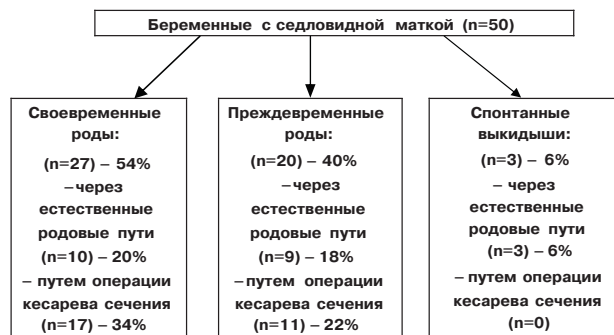 Беременные с седловидной маткой (n=50)
Своевременные
роды:
(n=27) – 54%
–через
естественные
родовые пути
(n=10) – 20%
– путем операции
кесарева сечения
(n=17) – 34%
Преждевременные
роды:
(n=20) – 40%
–через
естественные
родовые пути
(n=9) – 18%
–путем операции
кесарева сечения
(n=11) – 22%
Спонтанные
выкидыши:
(n=3) – 6%
– через
естественные
родовые пути
(n=3) – 6%
– путем операции
кесарева сечения
(n=0)